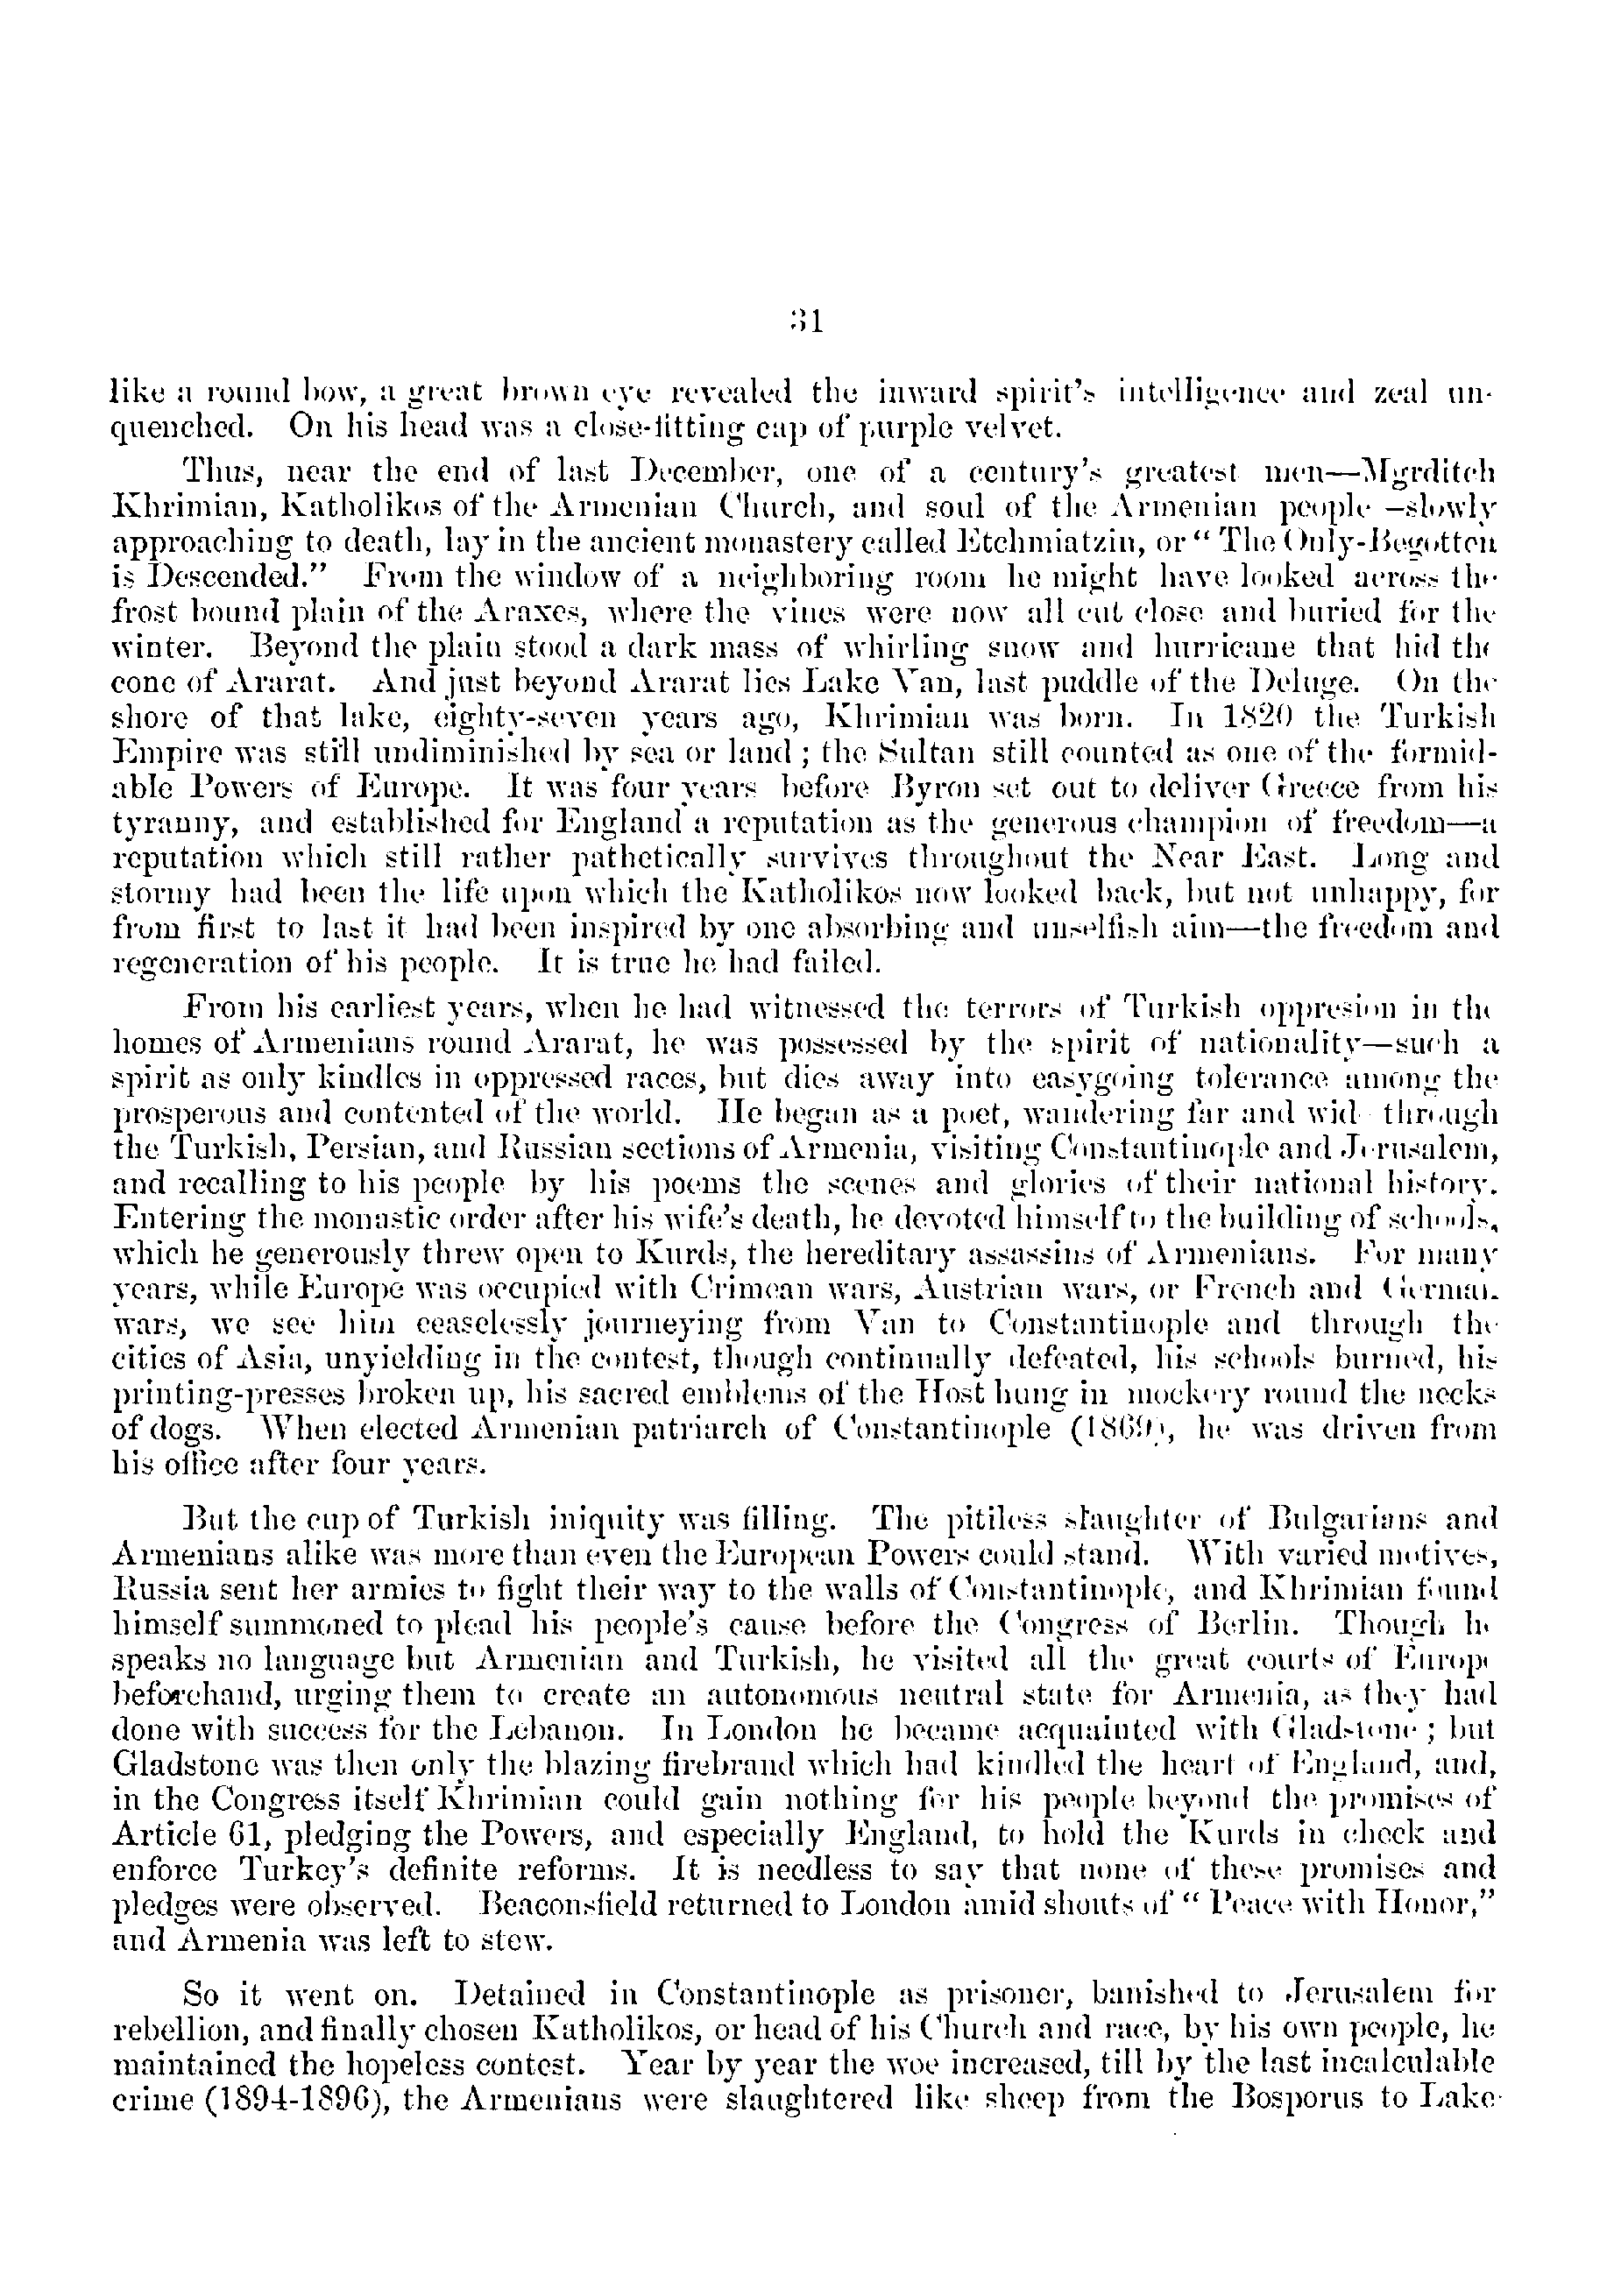 31
like a round bow, a great brown eye revealed the inward spirit's intelligence and zeal un-
quenched. On his head was a close-fitting cap of purple velvet.
Thus, near the end of last December, one of a century's greatest men—Mgrditch
Khrimian, Katholikos of the Armenian Church, and soul of the Armenian people —slowly
approaching to death, lay in the ancient monastery called Etchmiatzin, or “ The Only-Begotten
is Descended.” From the window of a neighboring room he might have looked across the
frost bound plain of the Araxes, where the vines were now all cut close and buried for the
winter. Beyond the plain stood a dark mass of whirling snow and hurricane that hid the
cone of Ararat. And just beyond Ararat lies Lake Van, last puddle of the Deluge. On the
shore of that lake, eighty-seven years ago, Khrimian was born. In 1820 the Turkish
Empire was still undiminished by sea or land ; the Sultan still counted as one of the formid-
able Powers of Europe. It was four years before Byron set out to deliver Greece from his
tyranny, and established for England a reputation as the generous champion of freedom—a
reputation which still rather pathetically survives throughout the Near East. Long and
stormy had been the life upon which the Katholikos now looked back, but not unhappy, for
from first to last it had been inspired by one absorbing and unselfish aim—the freedom and
regeneration of his people. It is true he had failed.
From his earliest years, when he had witnessed the terrors of Turkish oppresion in the
homes of Armenians round Ararat, he was possessed by the spirit of nationality—such a
spirit as only kindles in oppressed races, but dies away into easygoing tolerance among the
prosperous and contented of the world. He began as a poet, wandering far and wid through
the Turkish, Persian, and Russian sections of Armenia, visiting Constantinople and Jerusalem,
and recalling to his people by his poems the scenes and glories of their national history.
Entering the monastic order after his wife's death, he devoted himself to the building of schools,
which he generously threw open to Kurds, the hereditary assassins of Armenians. For many
years, while Europe was occupied with Crimean wars, Austrian wars, or French and German
wars, we see him ceaselessly journeying from Van to Constantinople and through the
cities of Asia, unyielding in the contest, though continually defeated, his schools burned, his
printing-presses broken up, his sacred emblems of the Host hung in mockery round the necks
of dogs. When elected Armenian patriarch of Constantinople (1869), he was driven from
his office after four years.
But the cup of Turkish iniquity was filling. The pitiless slaughter of Bulgarians and
Armenians alike was more than even the European Powers could stand. With varied motives,
Russia sent her armies to fight their way to the walls of Constantinople, and Khrimian found
himself summoned to plead his people's cause before the Congress of Berlin. Though he
speaks no language but Armenian and Turkish, he visited all the great courts of Europe
beforehand, urging them to create an autonomous neutral state for Armenia, as they had
done with success for the Lebanon. In London he became acquainted with Gladstone ; but
Gladstone was then only the blazing firebrand which had kindled the heart of England, and,
in the Congress itself Khrimian could gain nothing for his people beyond the promises of
Article 61, pledging the Powers, and especially England, to hold the Kurds in check and
enforce Turkey's definite reforms. It is needless to say that none of these promises and
pledges were observed. Beaconsfield returned to London amid shouts of “ Peace with Honor,”
and Armenia was left to stew.
So it went on. Detained in Constantinople as prisoner, banished to Jerusalem for
rebellion, and finally chosen Katholikos, or head of his Church and race, by his own people, he
maintained the hopeless contest. Year by year the woe increased, till by the last incalculable
crime (1894-1896), the Armenians were slaughtered like sheep from the Bosporus to Lake